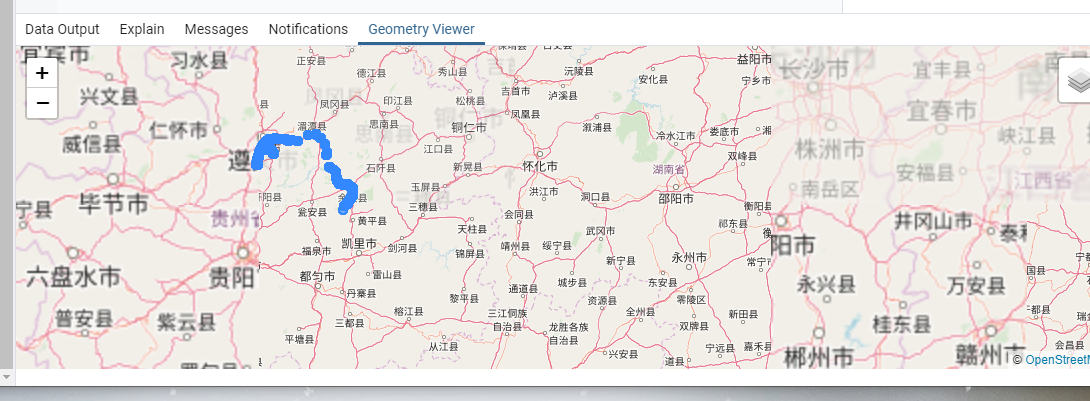 Data Output Explain Messages Notifications Geometry Viewer
+
−
正安县
习水县
德江县
秀山县
沅陵县
安化县
益阳市
宁乡市
长沙市
宜丰县
兴文县
凤冈县
印江县
松桃县
吉首市
泸溪县
宜春市
仁怀市
湄潭县
思南县
铜仁市
凤凰县
溆浦县
冷水江市
娄底市
湘
峡江县
威信县
江口县
株洲市
遵
石阡县
新晃县
怀化市
湖南省
双峰县
安福县
江西省
毕节市
玉屏县
洪江市
洞口县
邵阳市
南岳区
瓮安县
三穗县
会同县
衡阳县
井冈山市
贵州省
黄平县
天柱县
武冈市
祁东县
福泉市
凯里市
剑河县
锦屏县
靖州县
绥宁县
新宁县
永州市
常宁
阳市
六盘水市
贵阳
都匀市
雷山县
通道县
城步县
东安县
永兴县
万安县
丹寨县
黎平县
资源县
零陵区
普安县
紫云县
三都县
榕江县
三江侗族
自治县
全州县
新田县
桂东县
龙胜各族
自治县
双牌县
平塘县
从江县
兴安县
道县
宁远县
嘉禾县
郴州市
赣州市
会昌县
© OpenStreetM